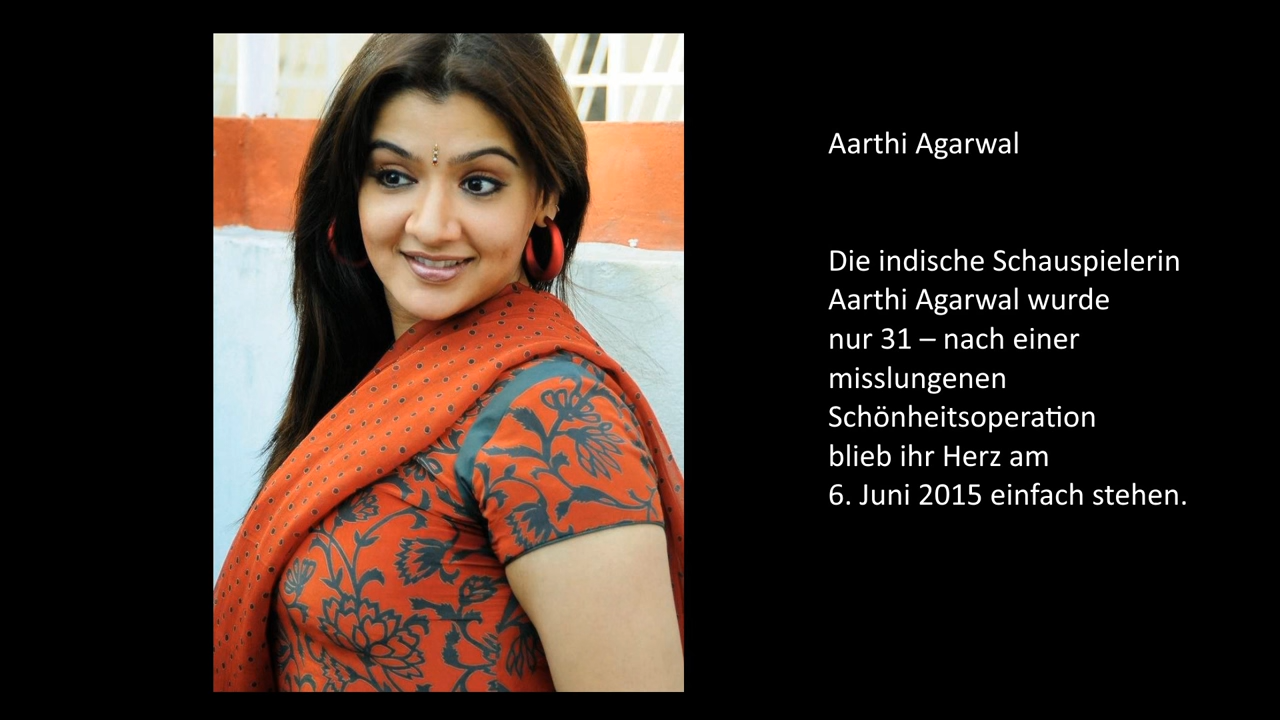 Aarthi Agarwal
Die indische Schauspielerin
Aarthi Agarwal wurde
nur 31 – nach einer
misslungenen
Schönheitsoperation
blieb ihr Herz am
6. Juni 2015 einfach stehen.